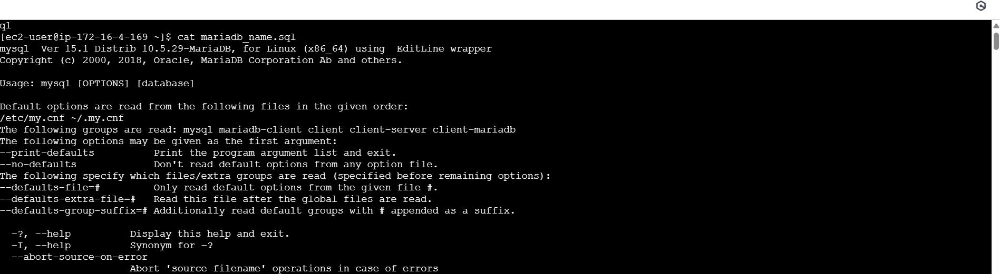 ql
[ec2-user@ip-172-16-4-169 ~]$ cat mariadb_name.sql
mysql  Ver 15.1 Distrib 10.5.29-MariaDB, for Linux (x86_64) using  EditLine wrapper
Copyright (c) 2000, 2018, Oracle, MariaDB Corporation Ab and others.

Usage: mysql [OPTIONS] [database]

Default options are read from the following files in the given order:
/etc/my.cnf ~/.my.cnf
The following groups are read: mysql mariadb-client client client-server client-mariadb
The following options may be given as the first argument:
--print-defaults          Print the program argument list and exit.
--no-defaults             Don't read default options from any option file.
The following specify which files/extra groups are read (specified before remaining options):
--defaults-file=#         Only read default options from the given file #.
--defaults-extra-file=#   Read this file after the global files are read.
--defaults-group-suffix=# Additionally read default groups with # appended as a suffix.

  -?, --help          Display this help and exit.
  -I, --help          Synonym for -?
  --abort-source-on-error
                      Abort 'source filename' operations in case of errors